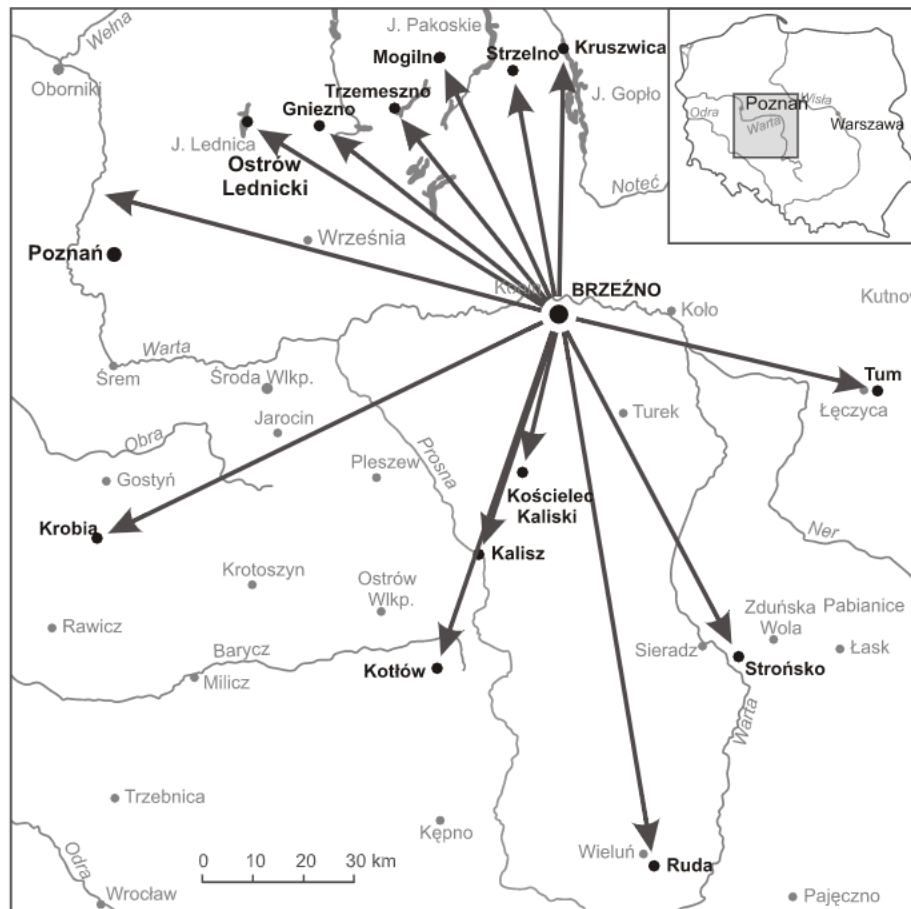 Wełna
J. Pakoskie
Mogilno
Strzelno
Kruszwica
Oborniki
Trzemeszno
Gniezno
J. Gopło
J. Lednica
Ostrów
Lednicki
Noteć
Poznań
Wisła
Odra
Warta
Warszawa
Poznań
Września
BRZEŹNO
Koło
Kutno
Warta
Śrem
Środa Wlkp.
Tum
Łęczyca
Turek
Jarocin
Obra
Gostyń
Pleszew
Prosna
Kościelec
Kaliski
Krobia
Kalisz
Ner
Krotoszyn
Ostrów
Wlkp.
Rawicz
Zduńska
Wola
Pabianice
Barycz
Milicz
Kotłów
Sieradz
Łask
Strońsko
Warta
Trzebnica
Kępno
0 10 20 30 km
Wieluń
Ruda
Odra
Wrocław
Pajęczno